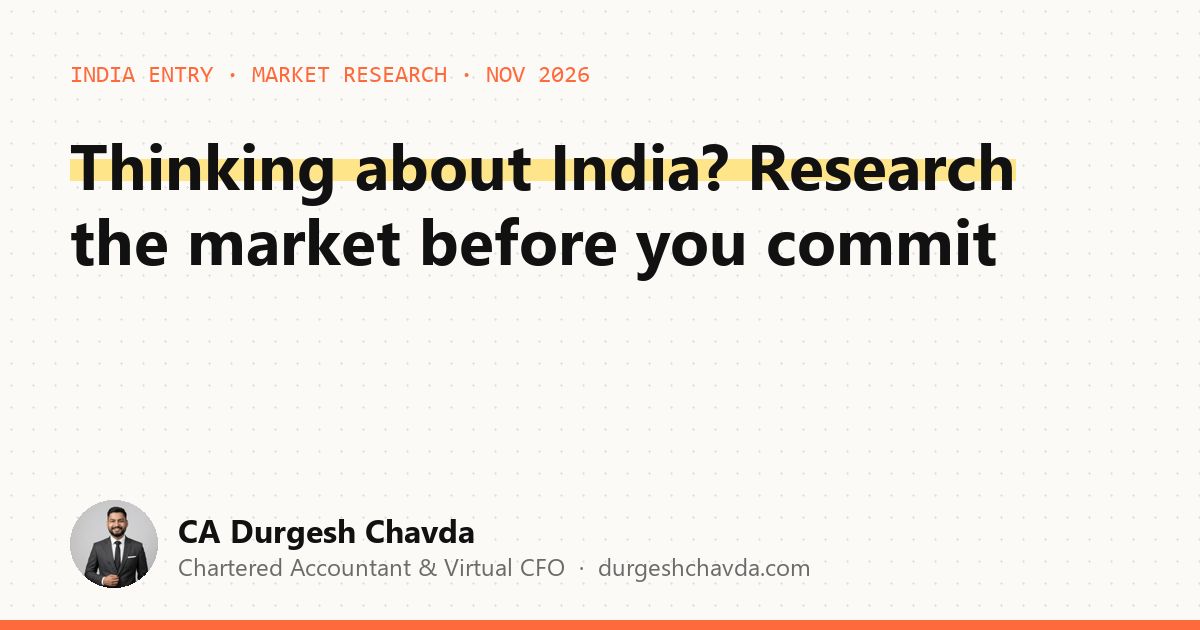 INDIA ENTRY · MARKET RESEARCH · NOV 2026
Thinking about India? Research
the market before you commit
CA Durgesh Chavda
Chartered Accountant & Virtual CFO · durgeshchavda.com